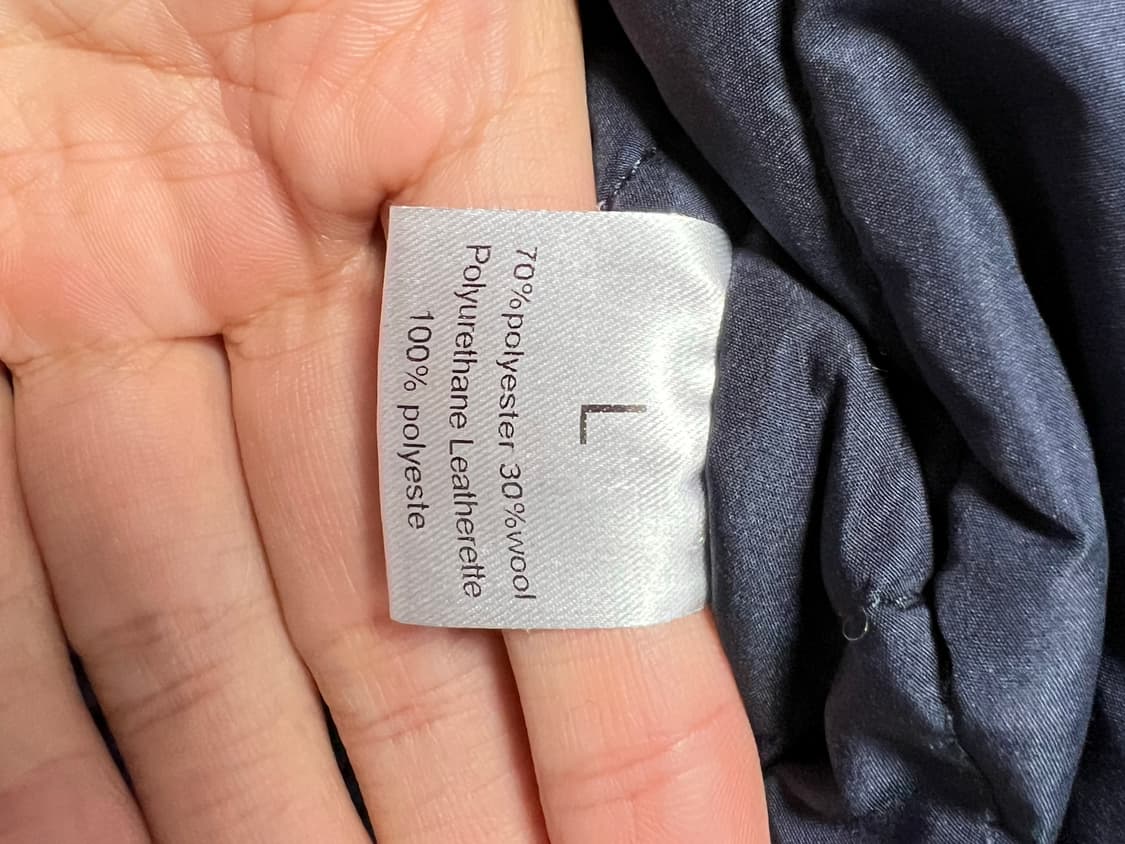 L
70%polyester 30%wool
Polyurethane Leatherette
100% polyeste